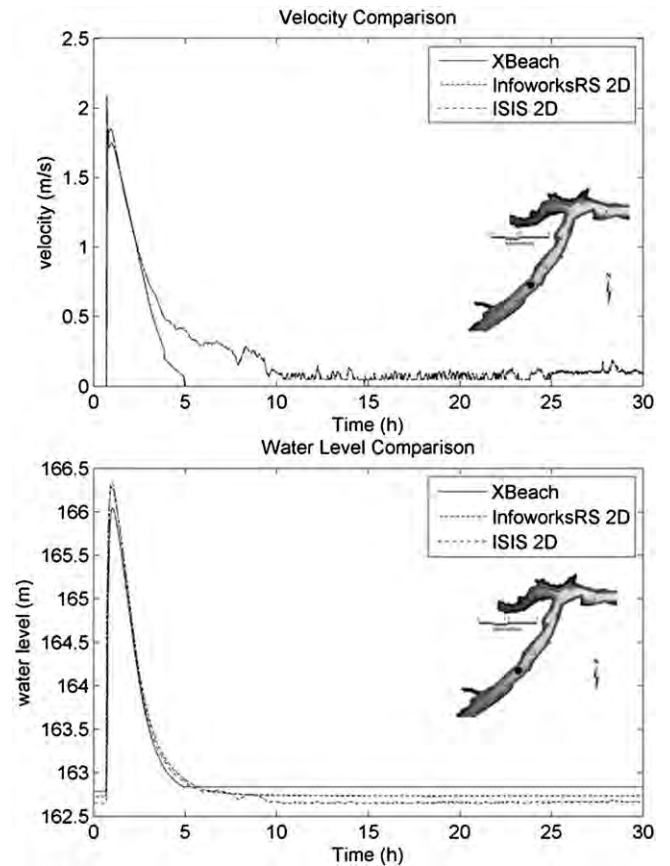 Velocity Comparison
2.5
2
1.5
1
0.5
0
velocity (m/s)
XBeach
InfoworksRS 2D
ISIS 2D
N
0 5 10 15 20 25 30
Time (h)
Water Level Comparison
166.5
166
165.5
165
164.5
164
163.5
163
162.5
water level (m)
XBeach
InfoworksRS 2D
ISIS 2D
N
0 5 10 15 20 25 30
Time (h)